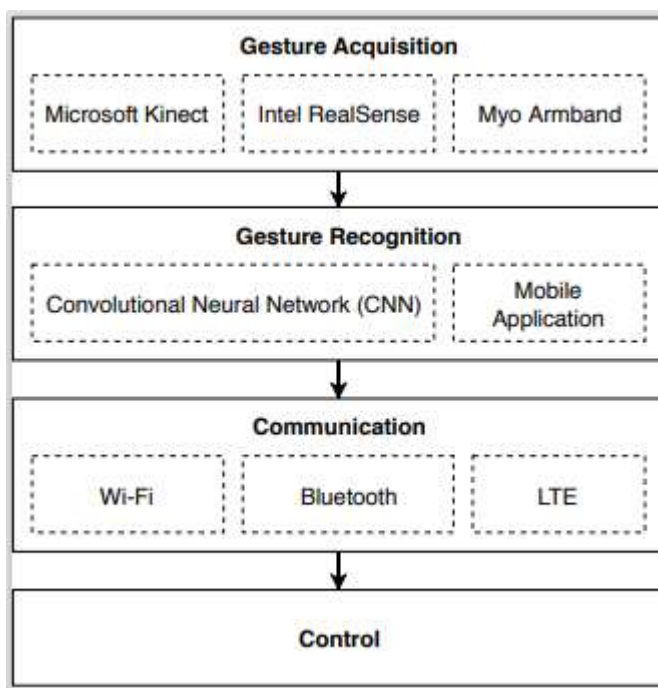 Gesture Acquisition
Microsoft Kinect
Intel RealSense
Myo Armband
Gesture Recognition
Convolutional Neural Network (CNN)
Mobile
Application
Communication
Wi-Fi
Bluetooth
LTE
Control